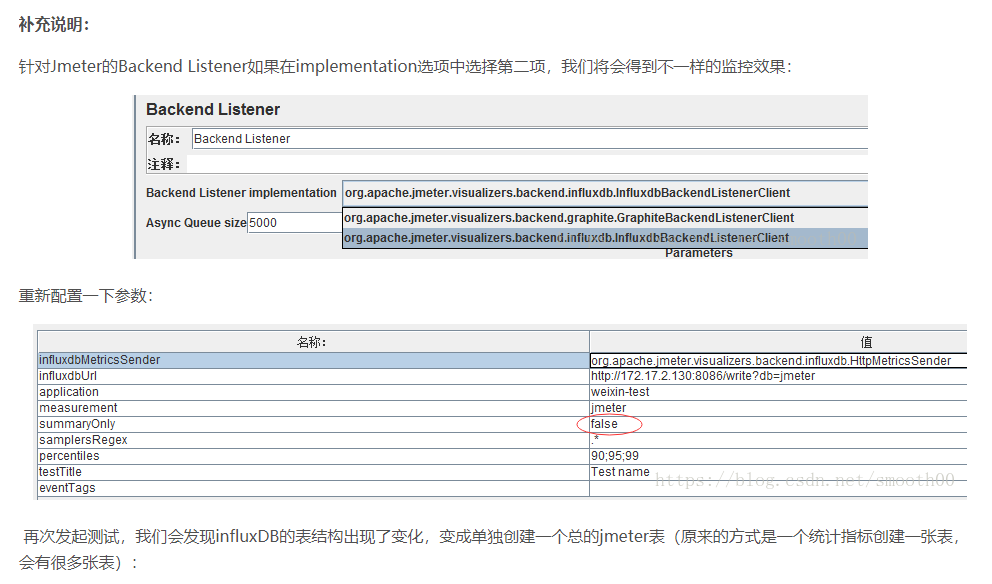 补充说明：
针对Jmeter的Backend Listener如果在implementation选项中选择第二项，我们将会得到不一样的监控效果：
Backend Listener
名称： Backend Listener
注释：
Backend Listener implementation org.apache.jmeter.visualizers.backend.influxdb.InfluxdbBackendListenerClient
org.apache.jmeter.visualizers.backend.graphite.GraphiteBackendListenerClient
Async Queue size 5000
org.apache.jmeter.visualizers.backend.influxdb.InfluxdbBackendListenerClient
Parameters
重新配置一下参数：
名称： 值
influxdbMetricsSender org.apache.jmeter.visualizers.backend.influxdb.HttpMetricsSender
influxdbUrl http://172.17.2.130:8086/write?db=jmeter
application weixin-test
measurement jmeter
summaryOnly false
samplersRegex .*
percentiles 90;95;99
testTitle Test name
https://blog.csdn.net/smooth00
eventTags
再次发起测试，我们会发现influxDB的表结构出现了变化，变成单独创建一个总的jmeter表（原来的方式是一个统计指标创建一张表，
会有很多张表）：